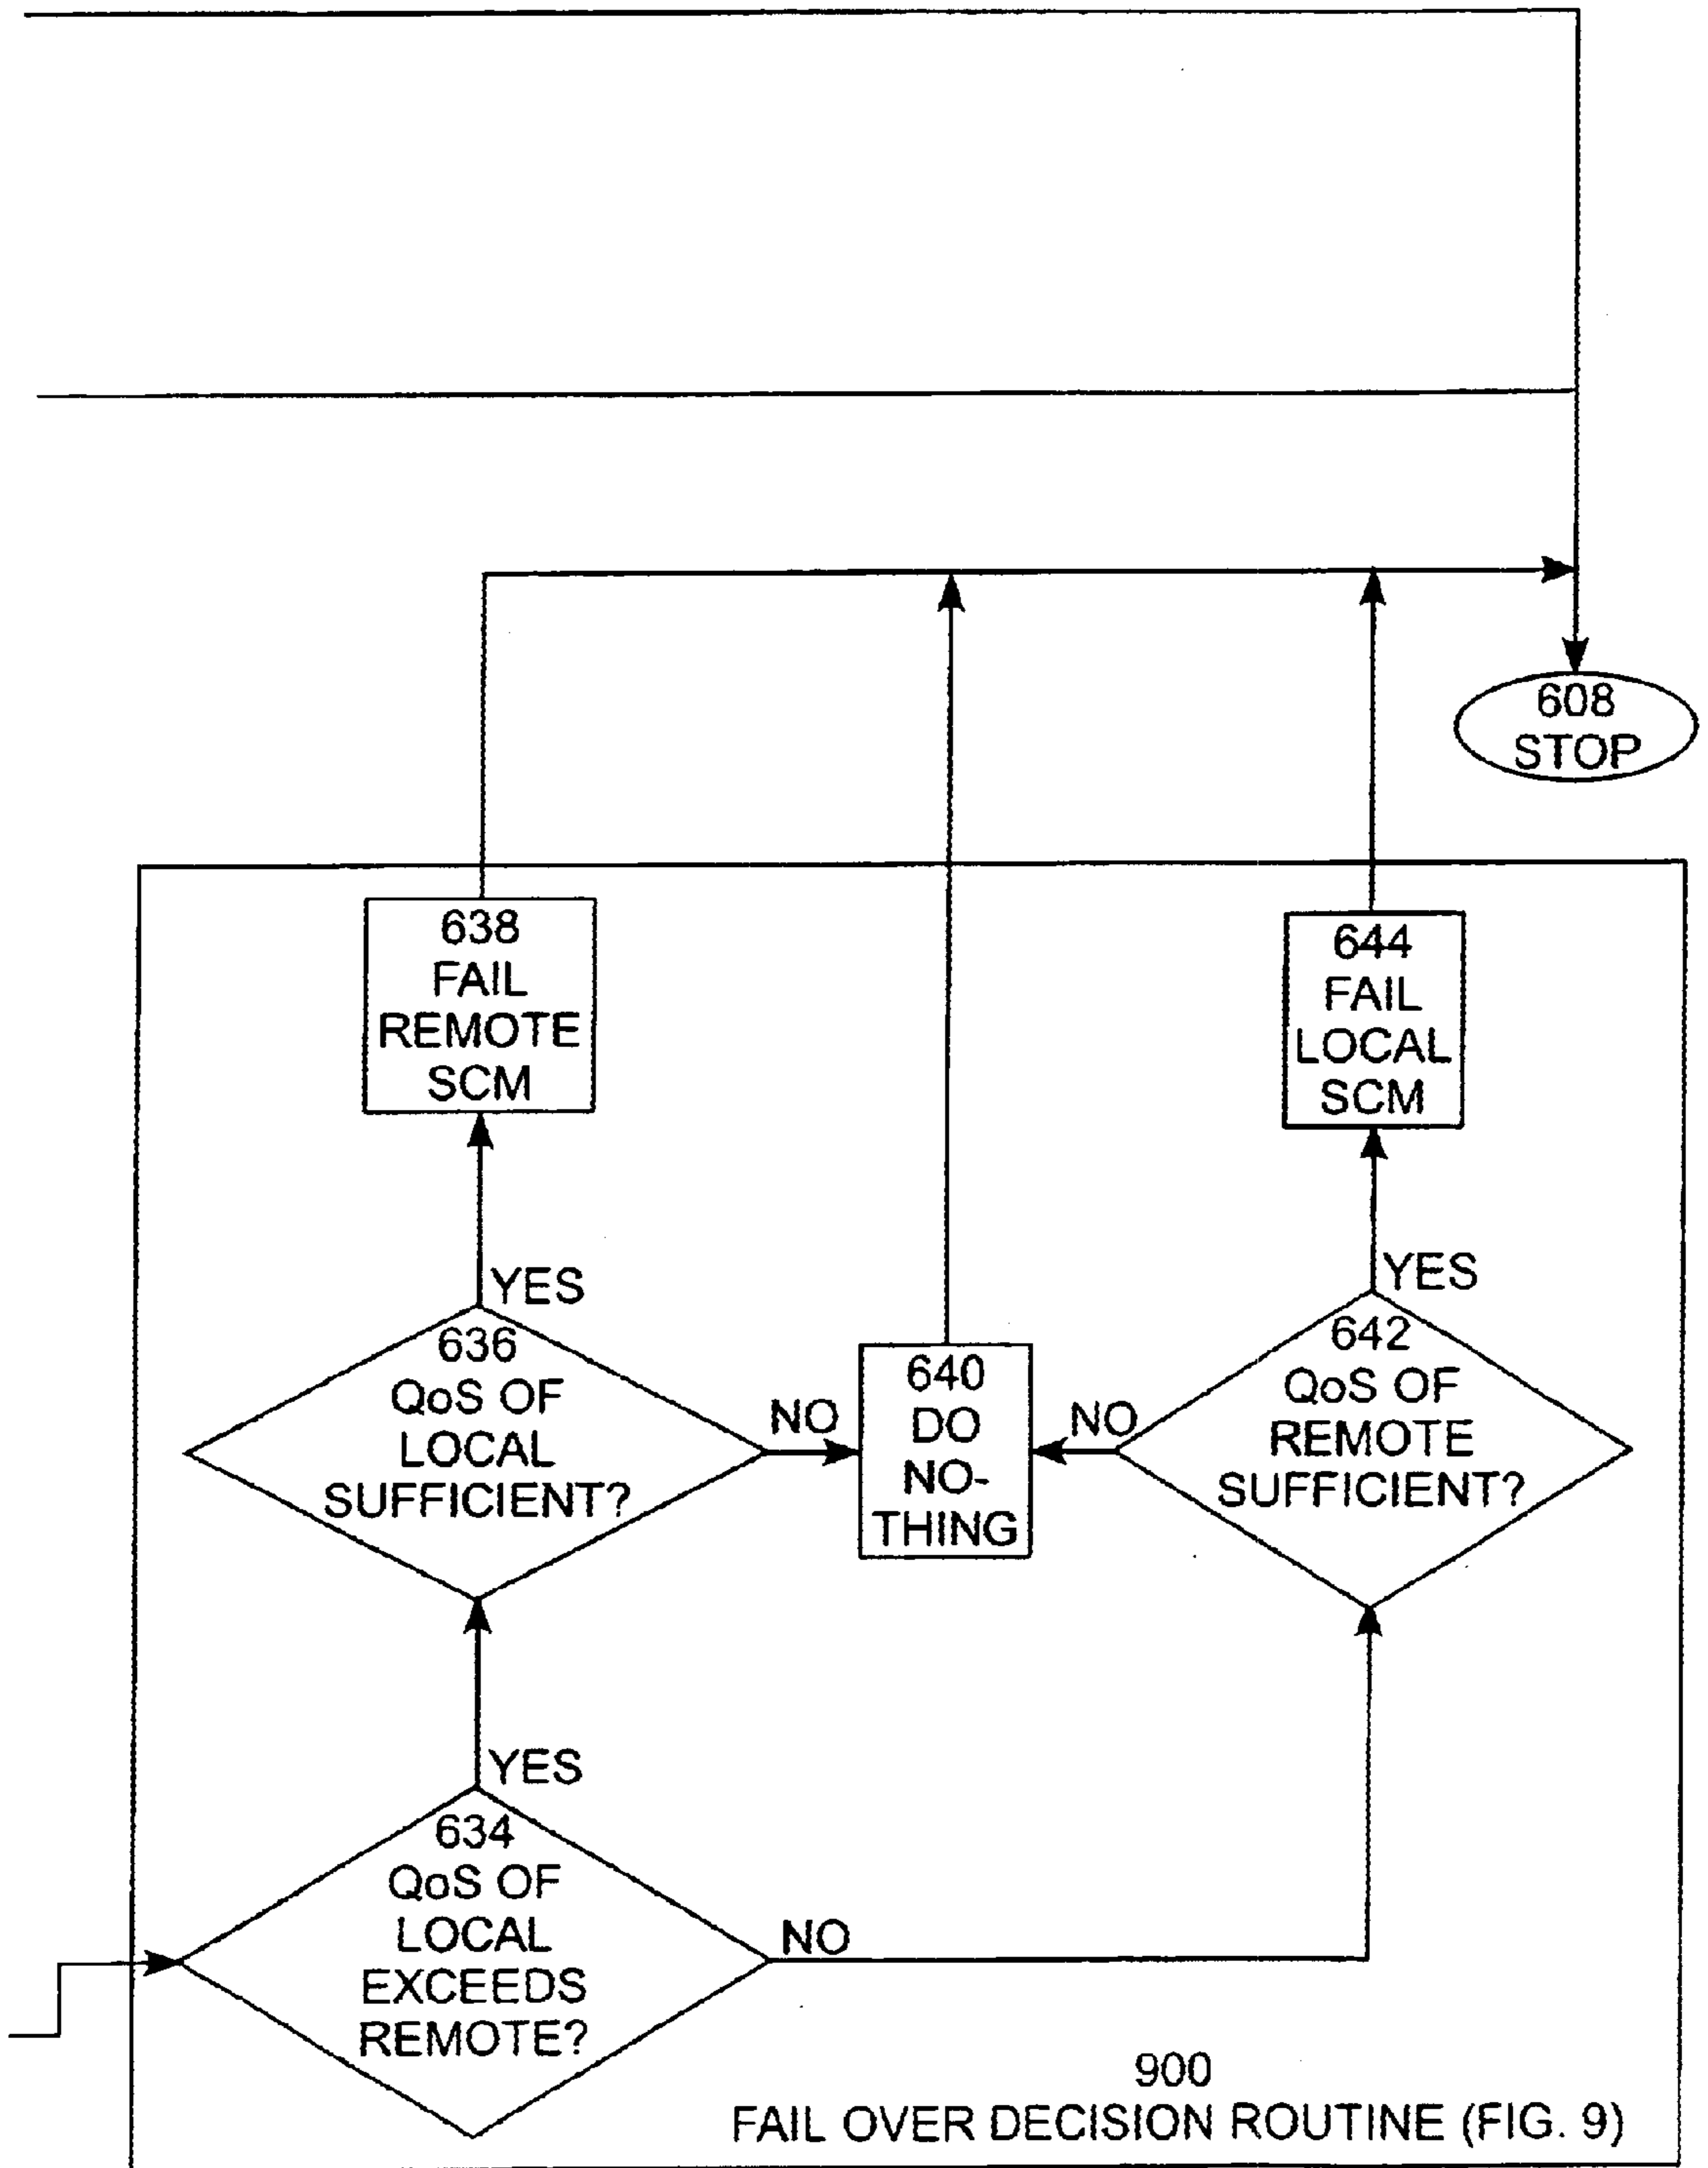 608
STOP
638
FAIL
REMOTE
SCM
644
FAIL
LOCAL
SCM
YES
636
QoS OF
LOCAL
SUFFICIENT?
NO
640
DO
NO-
THING
NO
YES
642
QoS OF
REMOTE
SUFFICIENT?
YES
634
QoS OF
LOCAL
EXCEEDS
REMOTE?
NO
900
FAIL OVER DECISION ROUTINE (FIG. 9)